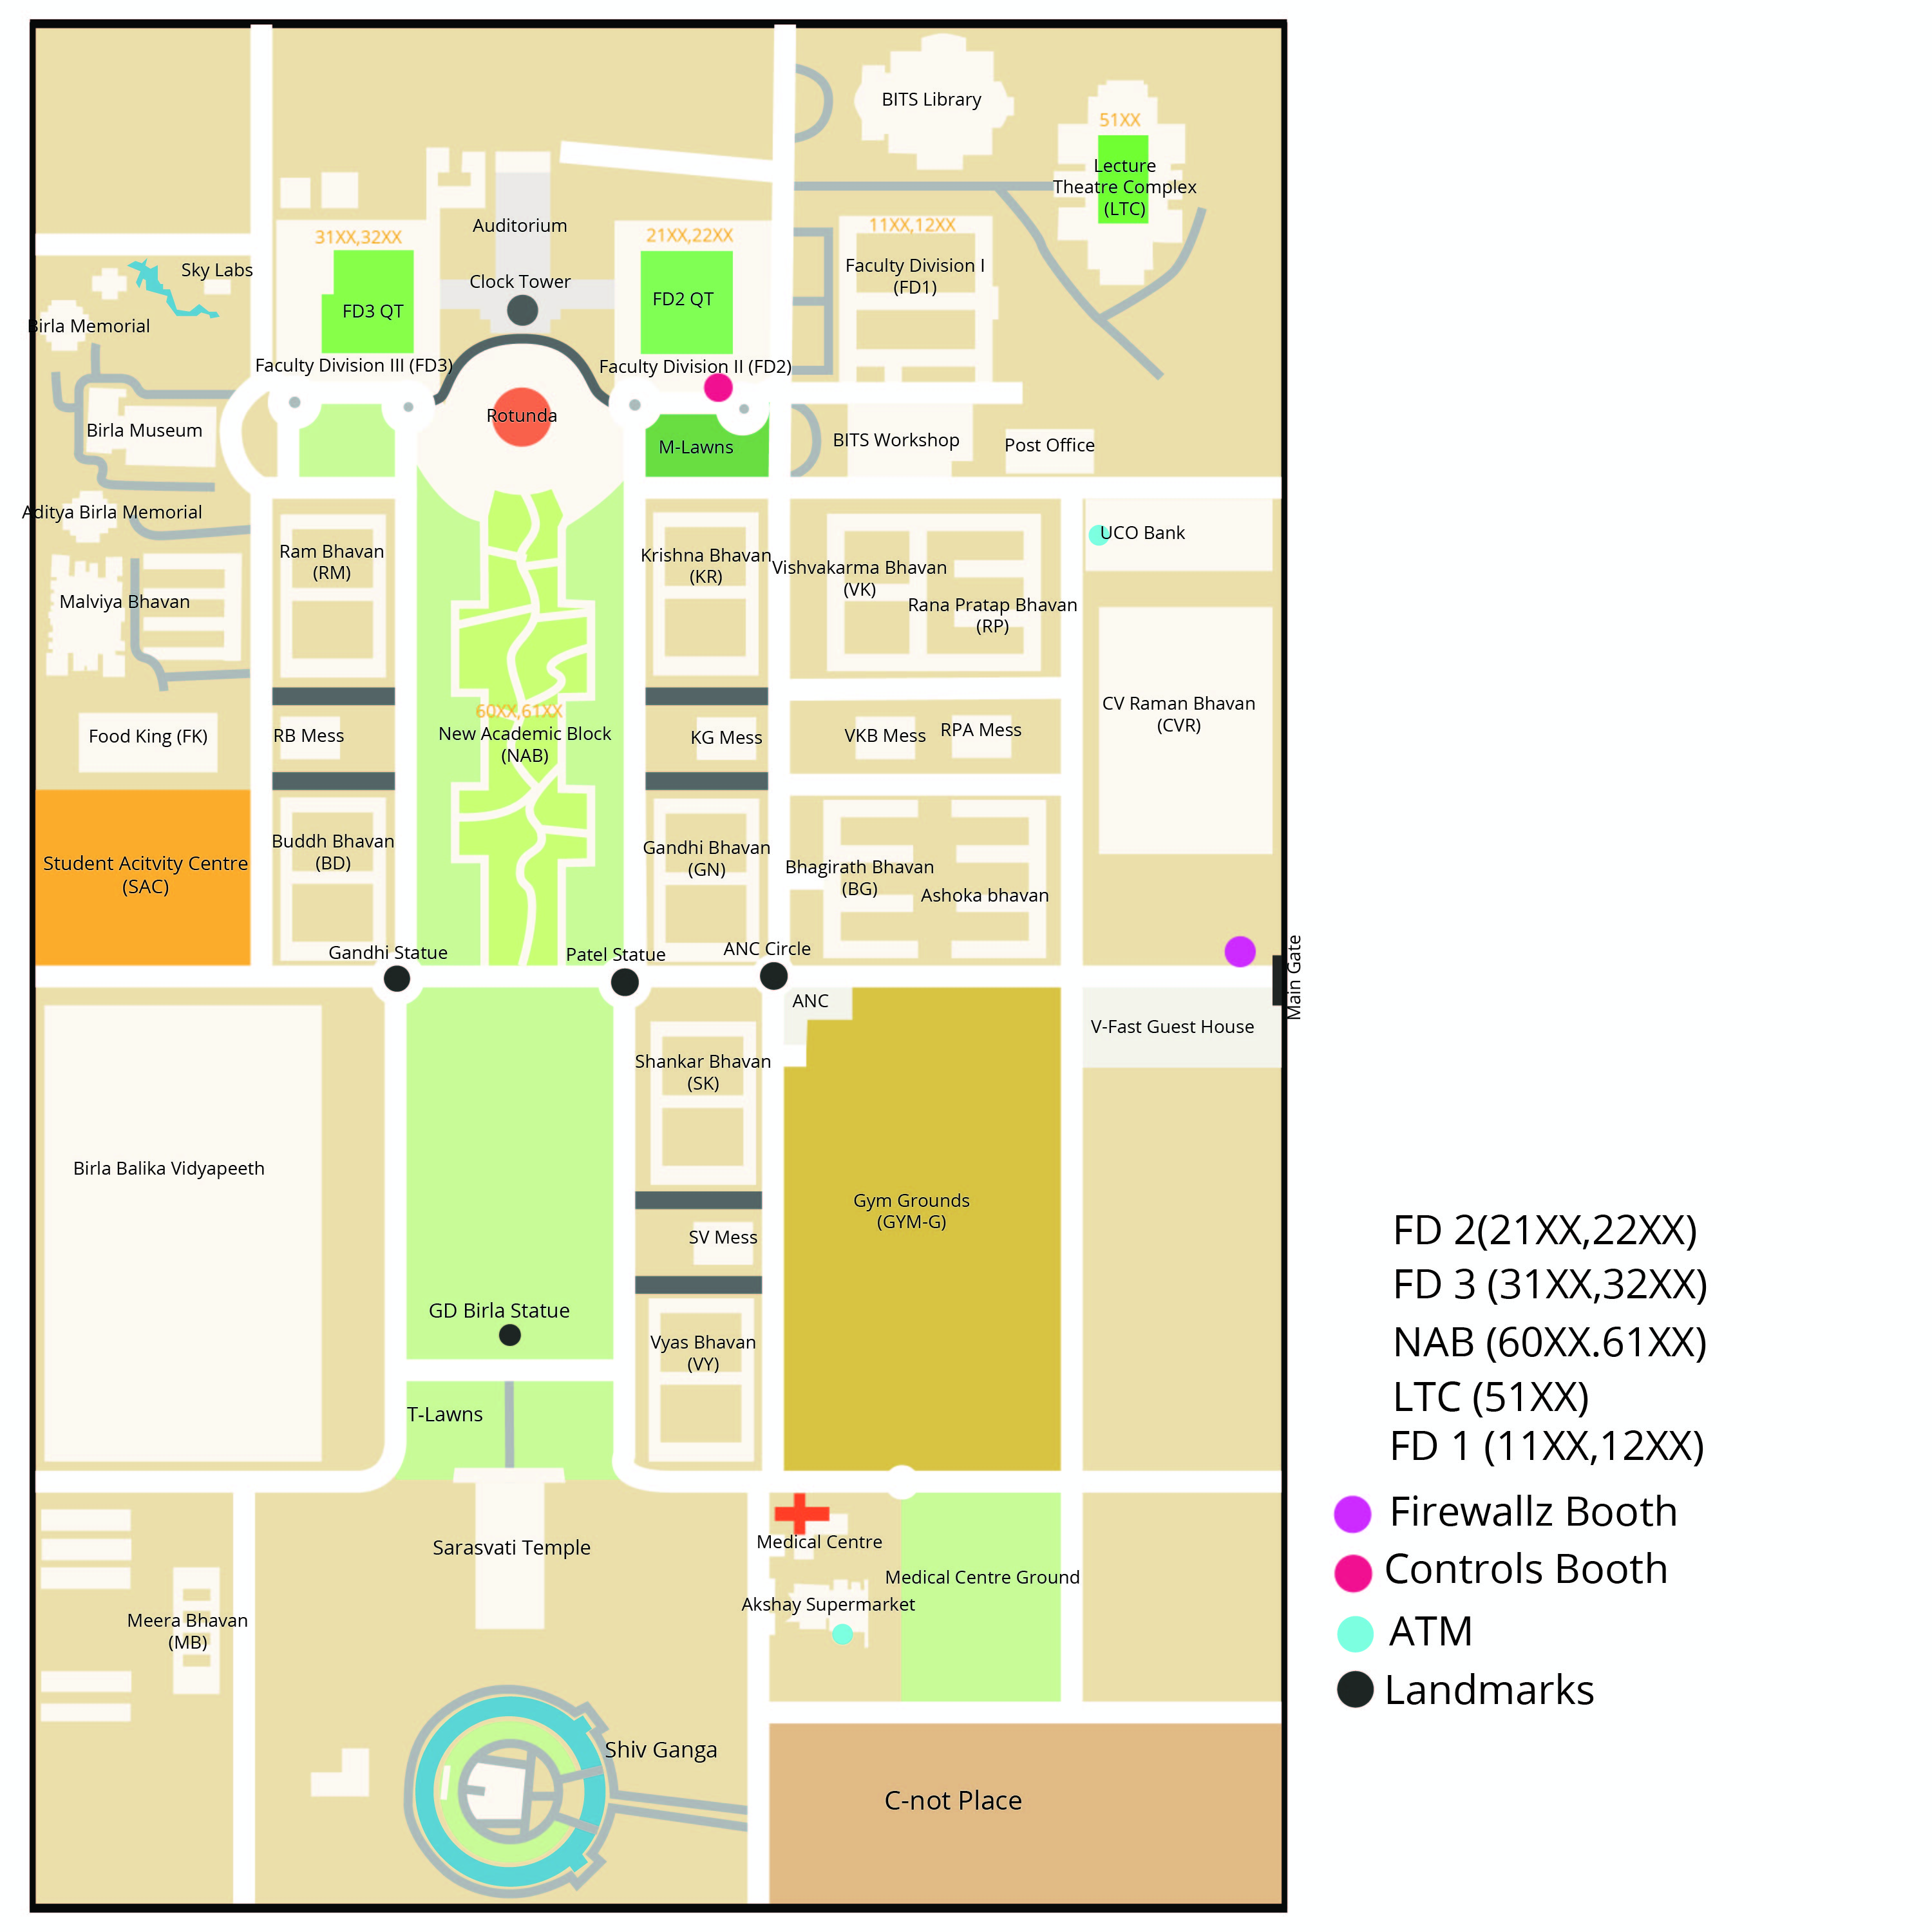 BITS Library
51XX
Lecture
Theatre Complex
(LTC)
Auditorium
31XX,32XX
21XX,22XX
11XX,12XX
Sky Labs
Clock Tower
Faculty Division I
(FD1)
FD3 QT
FD2 QT
Birla Memorial
Faculty Division III (FD3)
Faculty Division II (FD2)
Rotunda
Birla Museum
M-Lawns
BITS Workshop
Post Office
Aditya Birla Memorial
UCO Bank
Ram Bhavan
(RM)
Krishna Bhavan
(KR)
Vishvakarma Bhavan
(VK)
Malviya Bhavan
Rana Pratap Bhavan
(RP)
60XX,61XX
New Academic Block
(NAB)
CV Raman Bhavan
(CVR)
Food King (FK)
RB Mess
KG Mess
VKB Mess
RPA Mess
Student Acitvity Centre
(SAC)
Buddh Bhavan
(BD)
Gandhi Bhavan
(GN)
Bhagirath Bhavan
(BG)
Ashoka bhavan
Gandhi Statue
Patel Statue
ANC Circle
Main Gate
ANC
V-Fast Guest House
Shankar Bhavan
(SK)
Birla Balika Vidyapeeth
Gym Grounds
(GYM-G)
SV Mess
GD Birla Statue
Vyas Bhavan
(VY)
T-Lawns
Sarasvati Temple
Medical Centre
Medical Centre Ground
Akshay Supermarket
Meera Bhavan
(MB)
Shiv Ganga
C-not Place
FD 2(21XX,22XX)
FD 3 (31XX,32XX)
NAB (60XX.61XX)
LTC (51XX)
FD 1 (11XX,12XX)
Firewallz Booth
Controls Booth
ATM
Landmarks